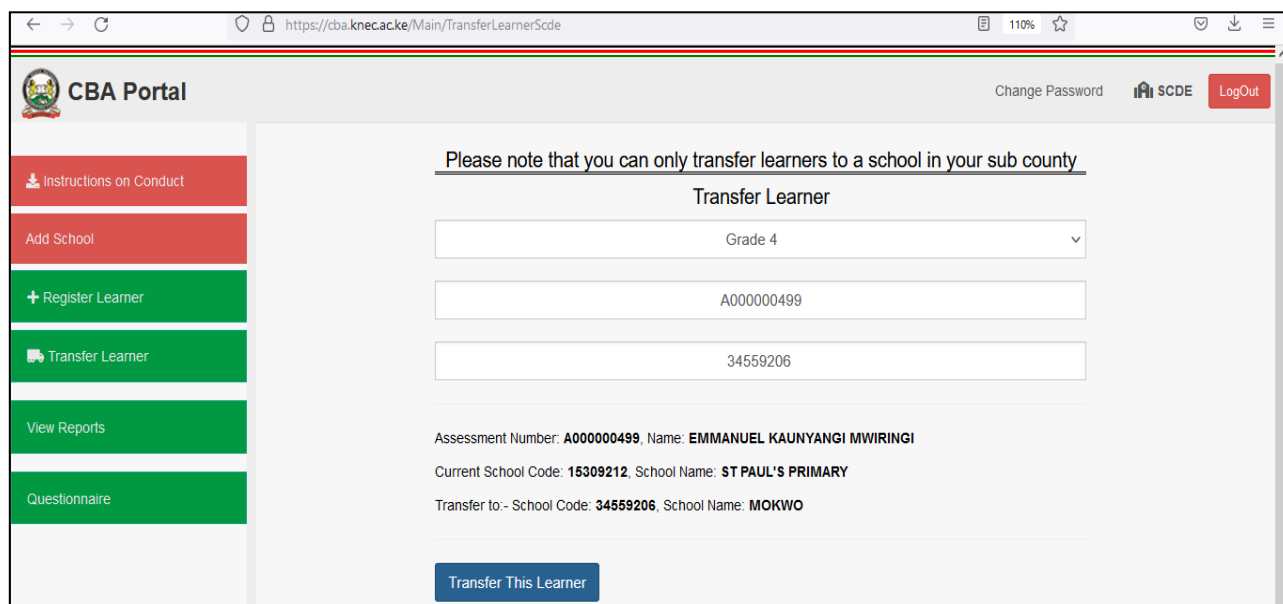 https://cba.knec.ac.ke/Main/TransferLearnerScde 110%
CBA Portal
Change Password SCDE LogOut
Instructions on Conduct
Add School
Register Learner
Transfer Learner
View Reports
Questionnaire
Please note that you can only transfer learners to a school in your sub county
Transfer Learner
Grade 4
A000000499
34559206
Assessment Number: A000000499, Name: EMMANUEL KAUNYANGI MWIRINGI
Current School Code: 15309212, School Name: ST PAUL'S PRIMARY
Transfer to:- School Code: 34559206, School Name: MOKWO
Transfer This Learner